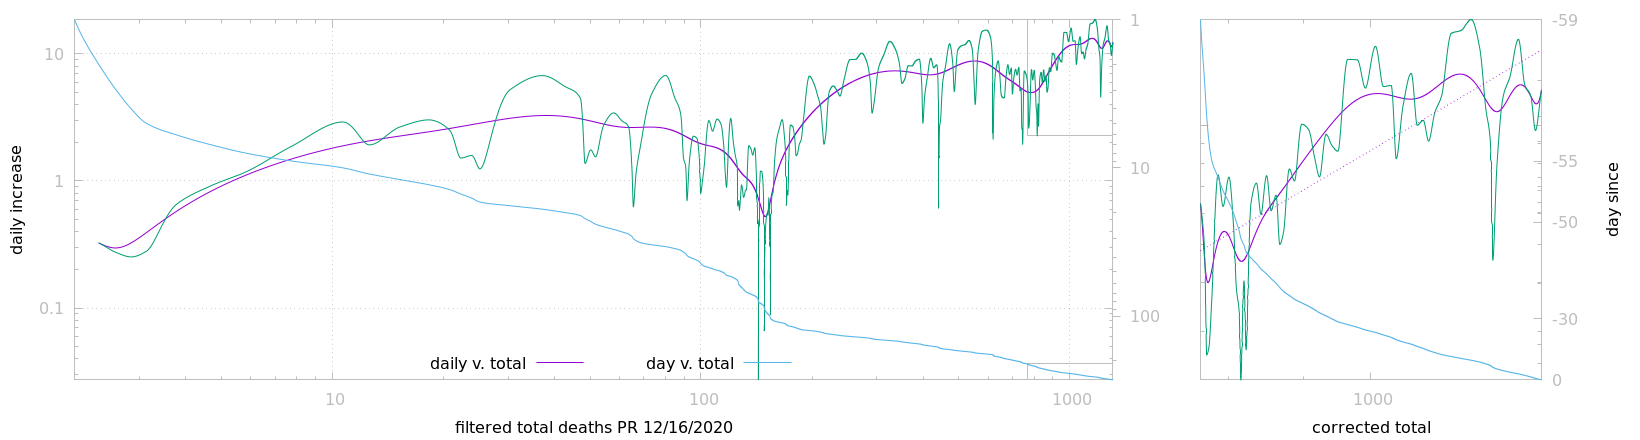 daily increase
10
1
0.1
10
100
1000
1
10
100
daily v. total
day v. total
filtered total deaths PR 12/16/2020
1000
-59
-55
-50
-30
0
day since
corrected total